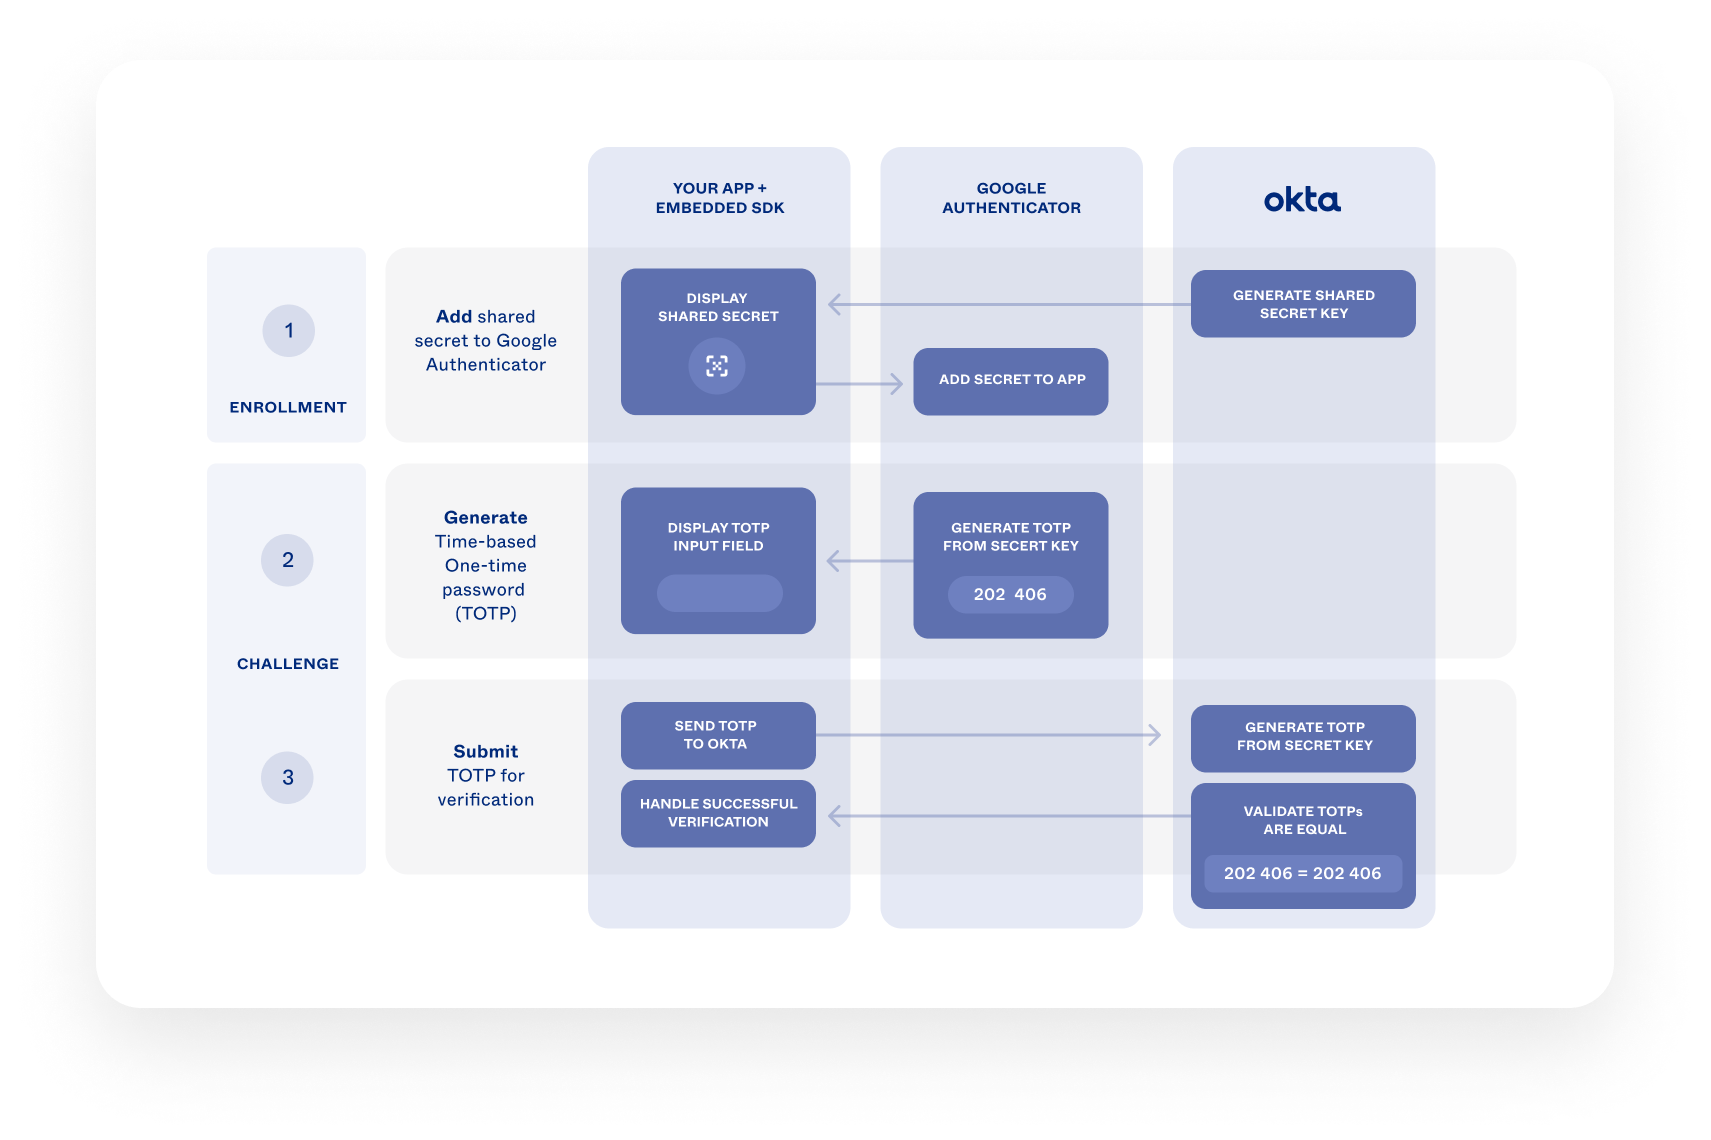 YOUR APP +
EMBEDDED SDK
GOOGLE
AUTHENTICATOR
okta
1
ENROLLMENT
Add shared
secret to Google
Authenticator
DISPLAY
SHARED SECRET
GENERATE SHARED
SECRET KEY
ADD SECRET TO APP
2
CHALLENGE
Generate
Time-based
One-time
password
(TOTP)
DISPLAY TOTP
INPUT FIELD
GENERATE TOTP
FROM SECERT KEY
202 406
3
Submit
TOTP for
verification
SEND TOTP
TO OKTA
GENERATE TOTP
FROM SECRET KEY
HANDLE SUCCESSFUL
VERIFICATION
VALIDATE TOTPs
ARE EQUAL
202 406 = 202 406